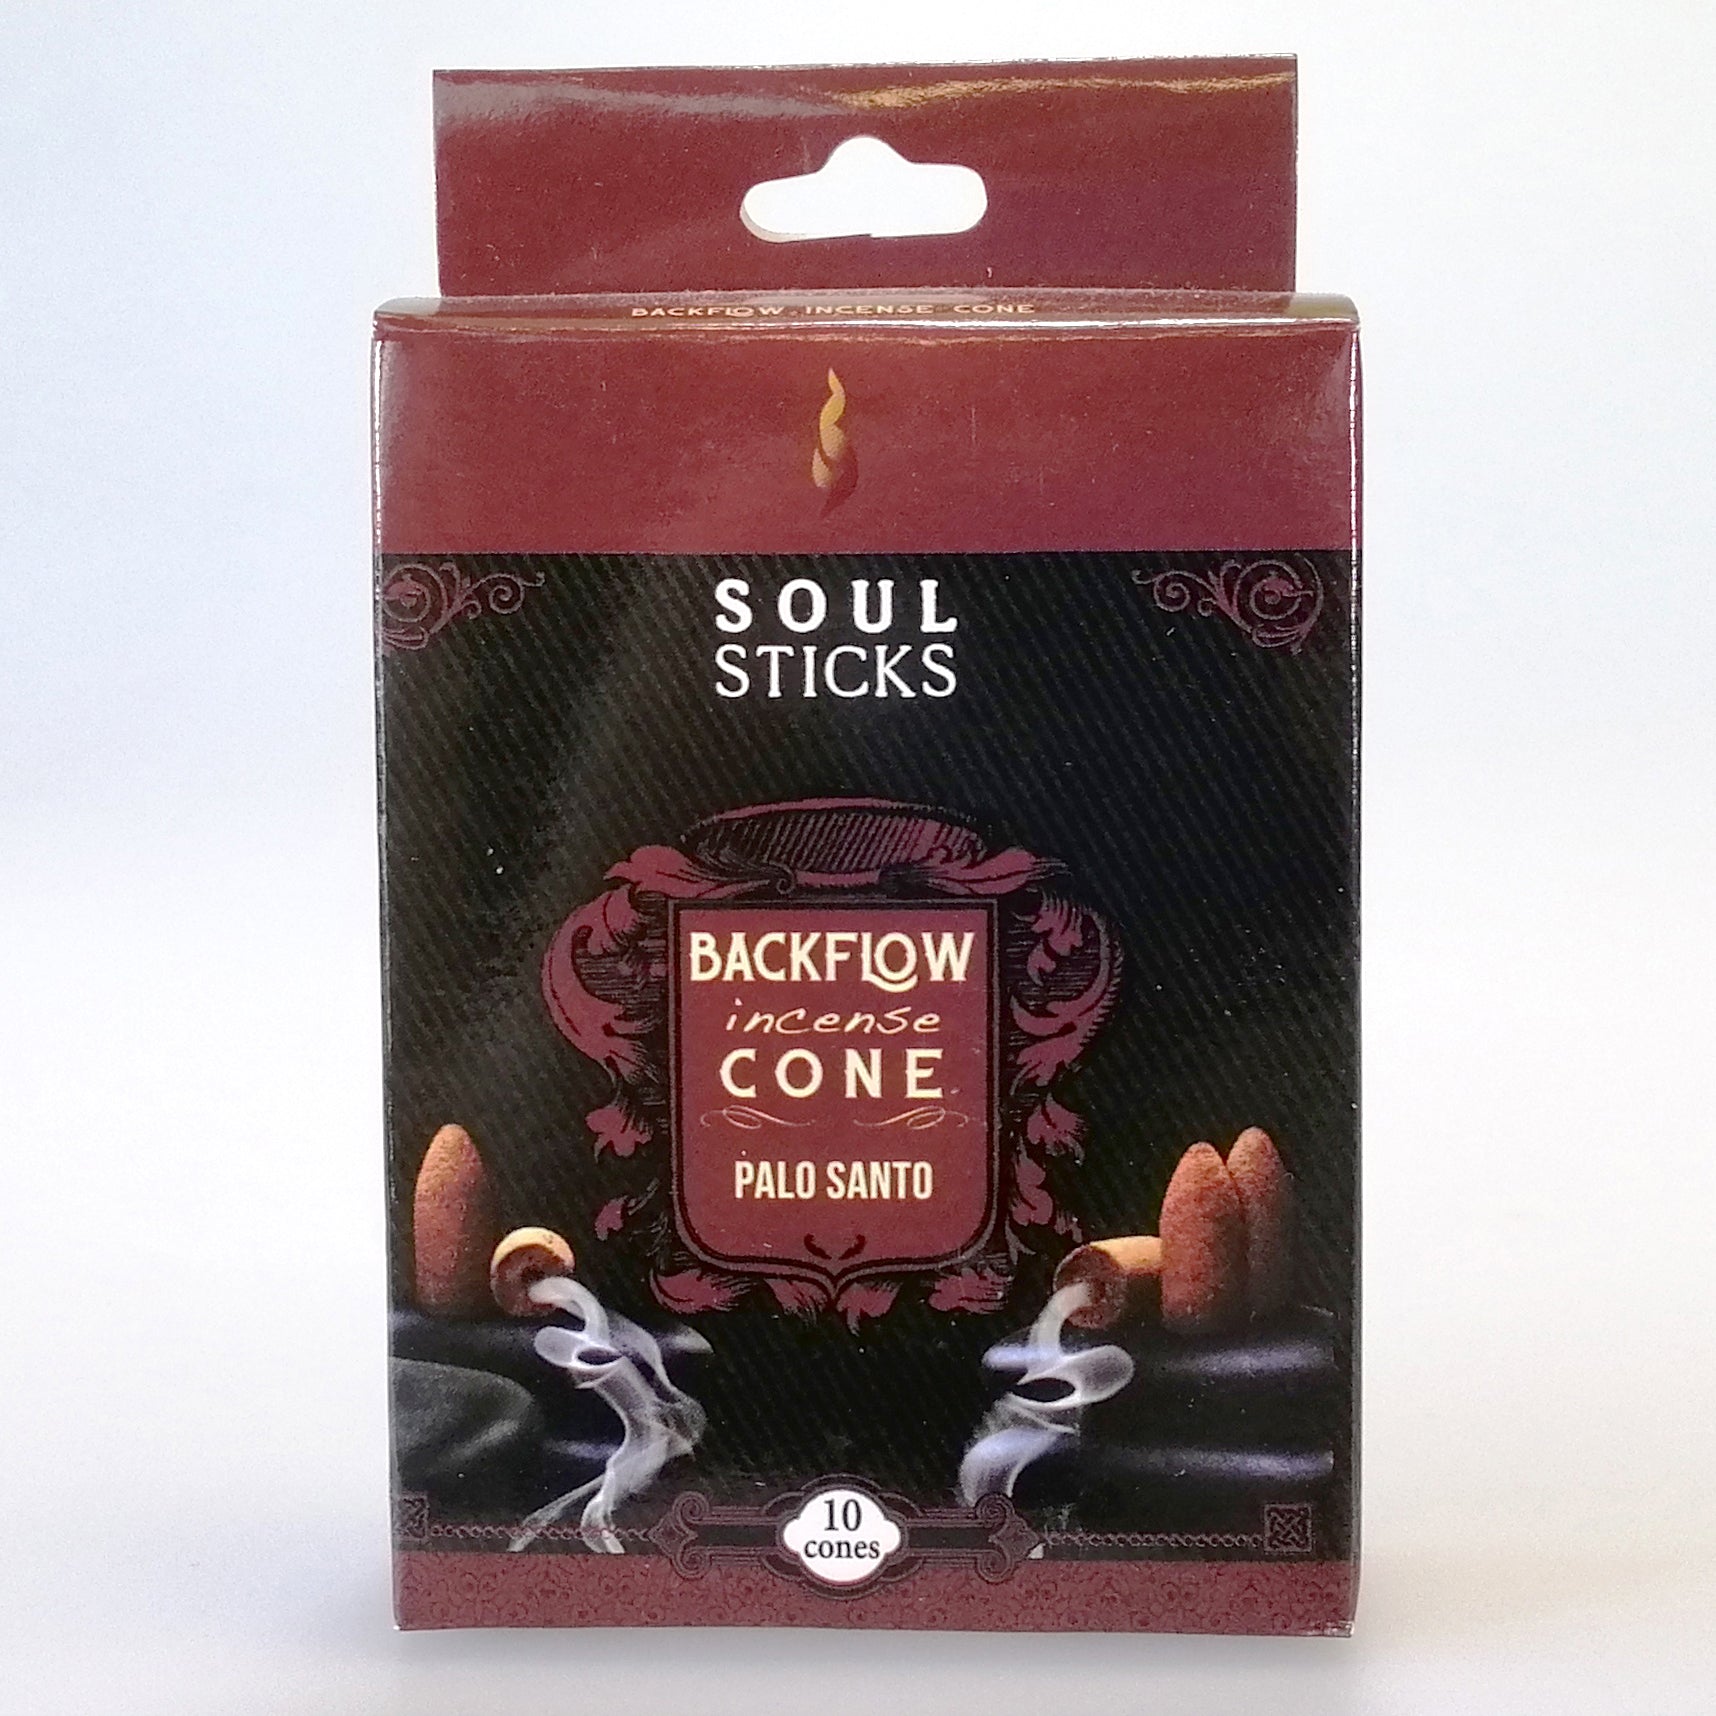 BACKFLOW INCENSE CONE
SOUL
STICKS
BACKFLOW
incense
CONE
PALO SANTO
10
cones